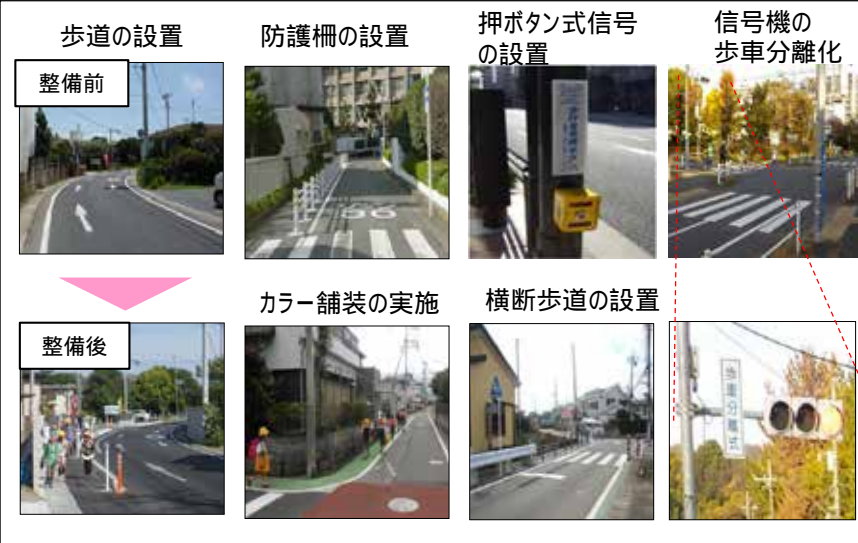 歩道の設置
防護柵の設置
押ボタン式信号
の設置
信号機の
歩車分離化
整備前
整備後
カラー舗装の実施
横断歩道の設置
歩車分離式